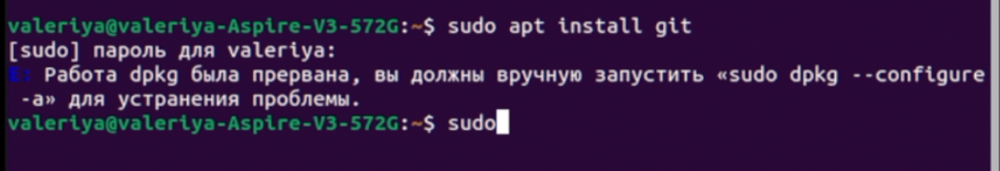 valeriya@valeriya-Aspire-V3-572G:~$ sudo apt install git
[sudo] пароль для valeriya:
E: Работа dpkg была прервана, вы должны вручную запустить «sudo dpkg --configure
-a» для устранения проблемы.
valeriya@valeriya-Aspire-V3-572G:~$ sudo